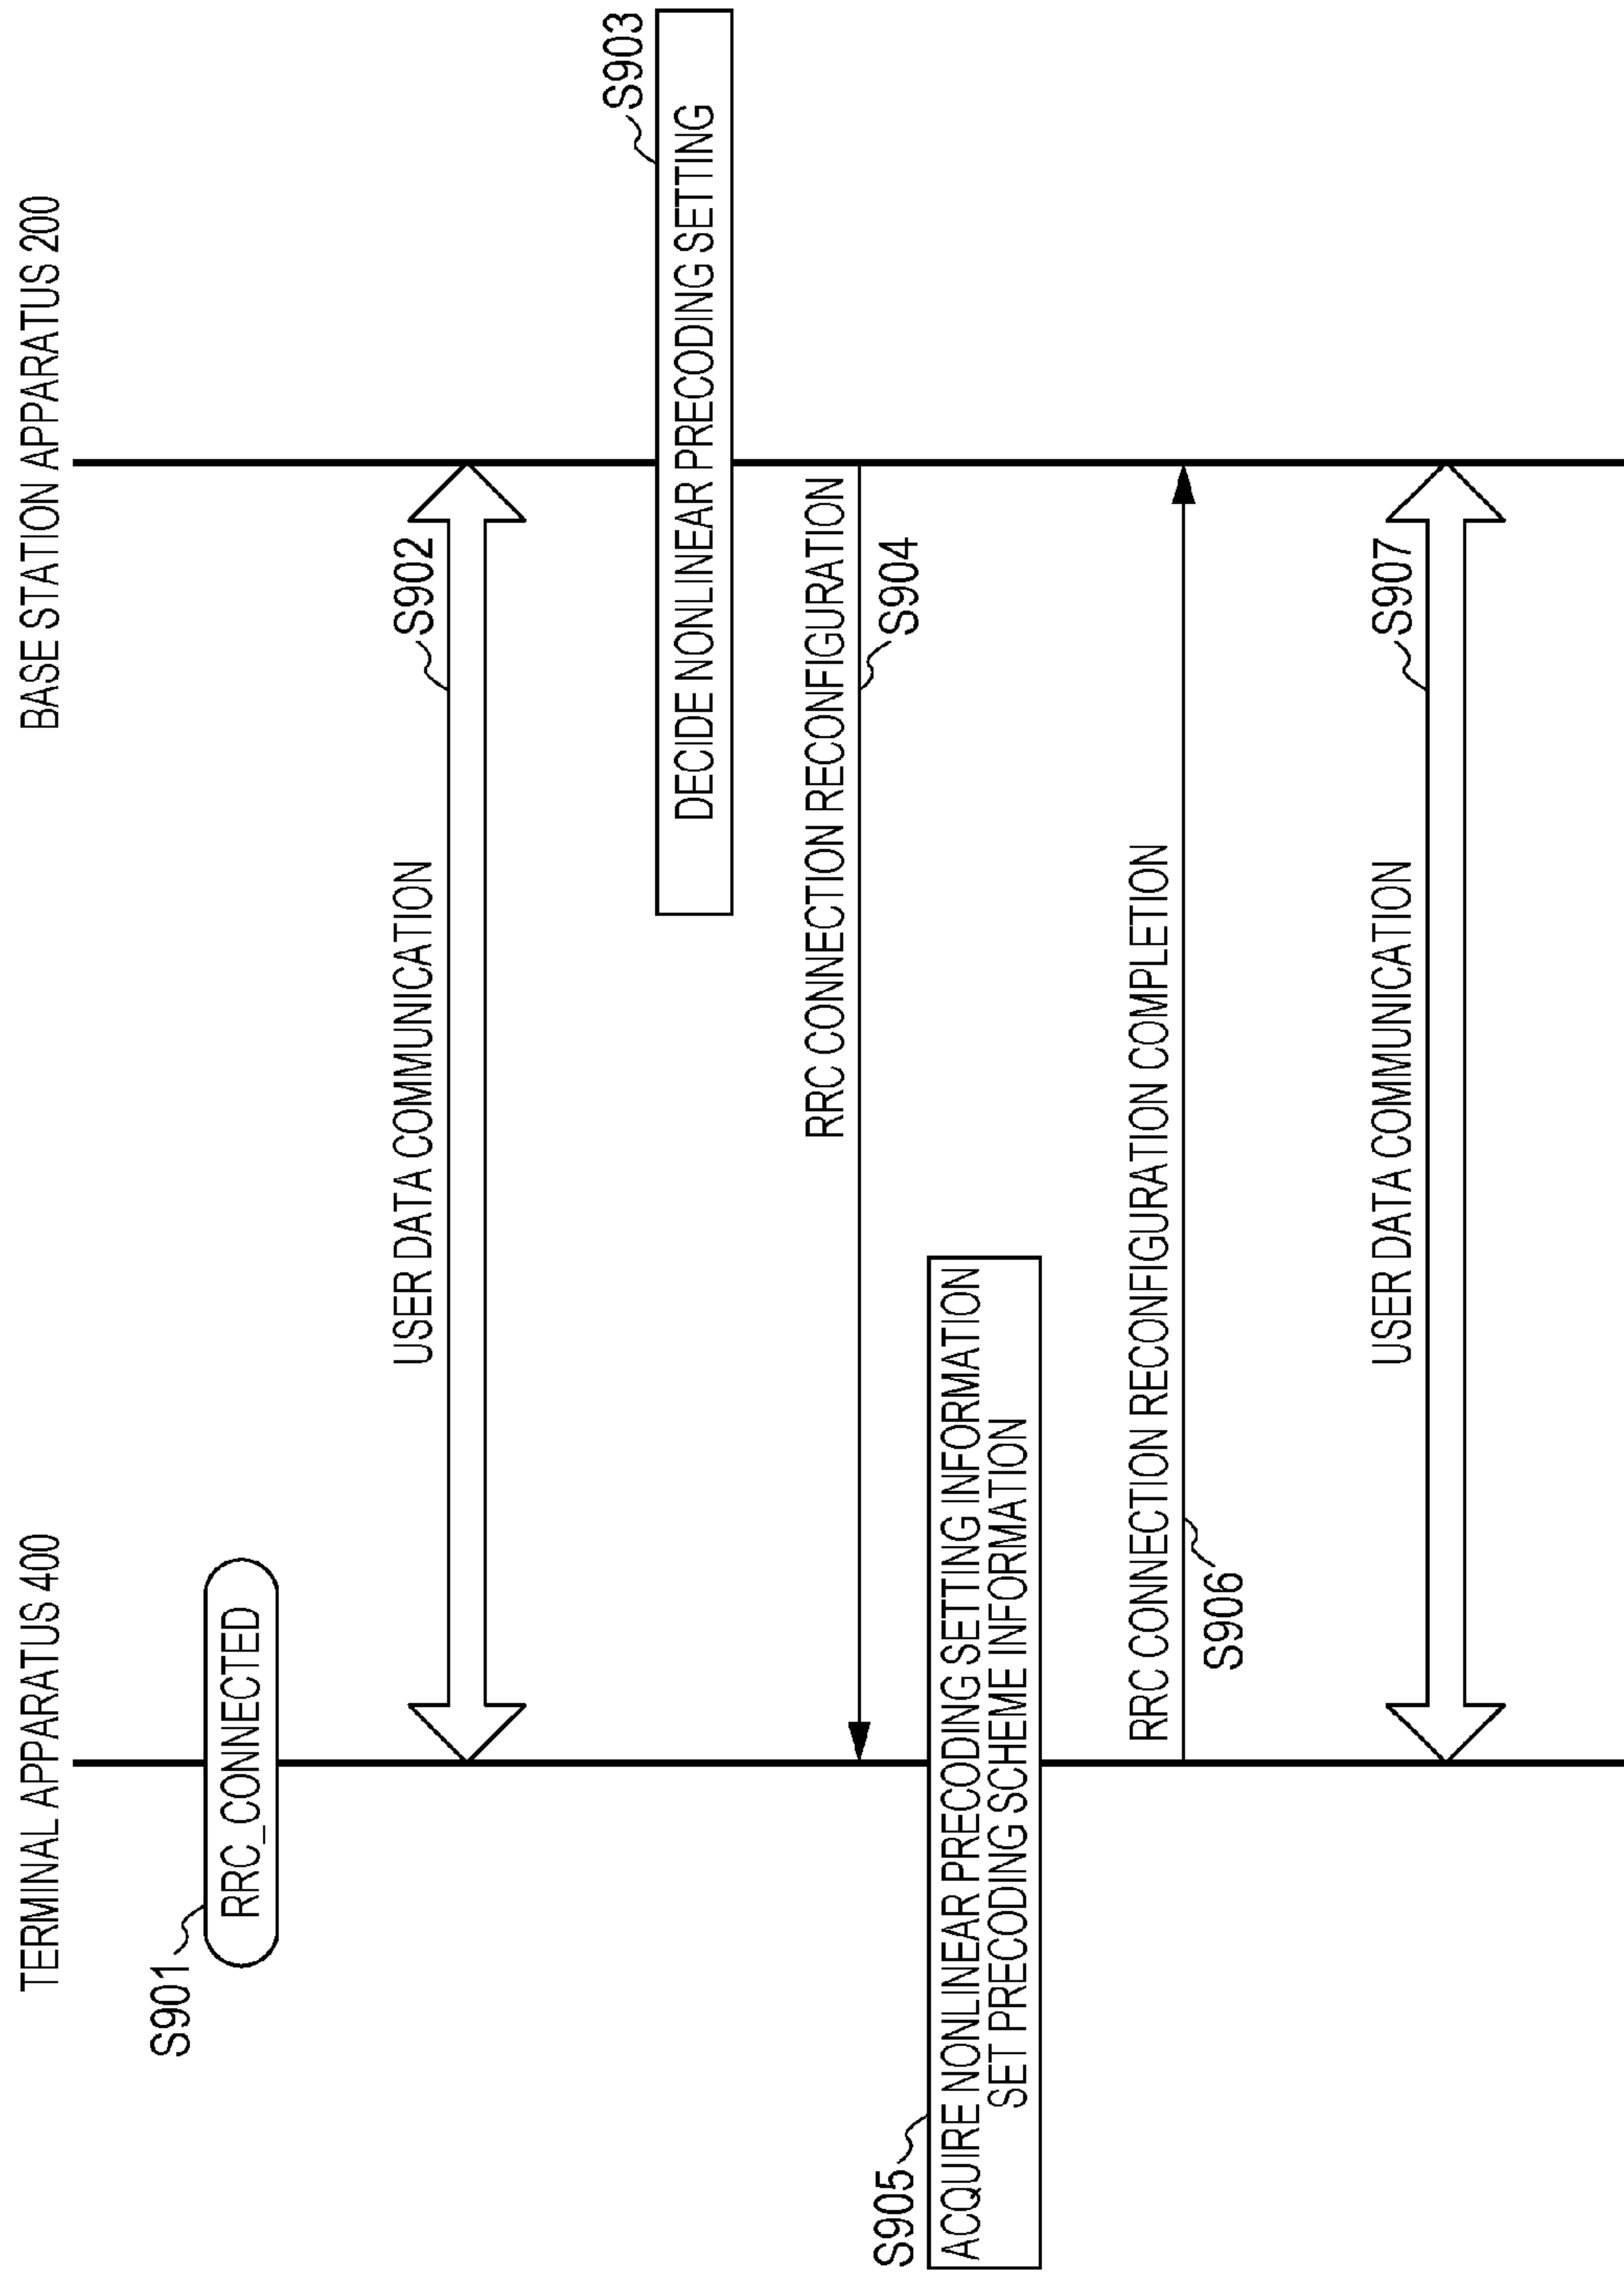 TERMINAL APPARATUS 400
BASE STATION APPARATUS 200
S901
RRC_CONNECTED
USER DATA COMMUNICATION
S902
S903
DECIDE NONLINEAR PRECODING SETTING
RRC CONNECTION RECONFIGURATION
S904
S905
ACQUIRE NONLINEAR PRECODING SETTING INFORMATION
SET PRECODING SCHEME INFORMATION
RRC CONNECTION RECONFIGURATION COMPLETION
S906
USER DATA COMMUNICATION
S907